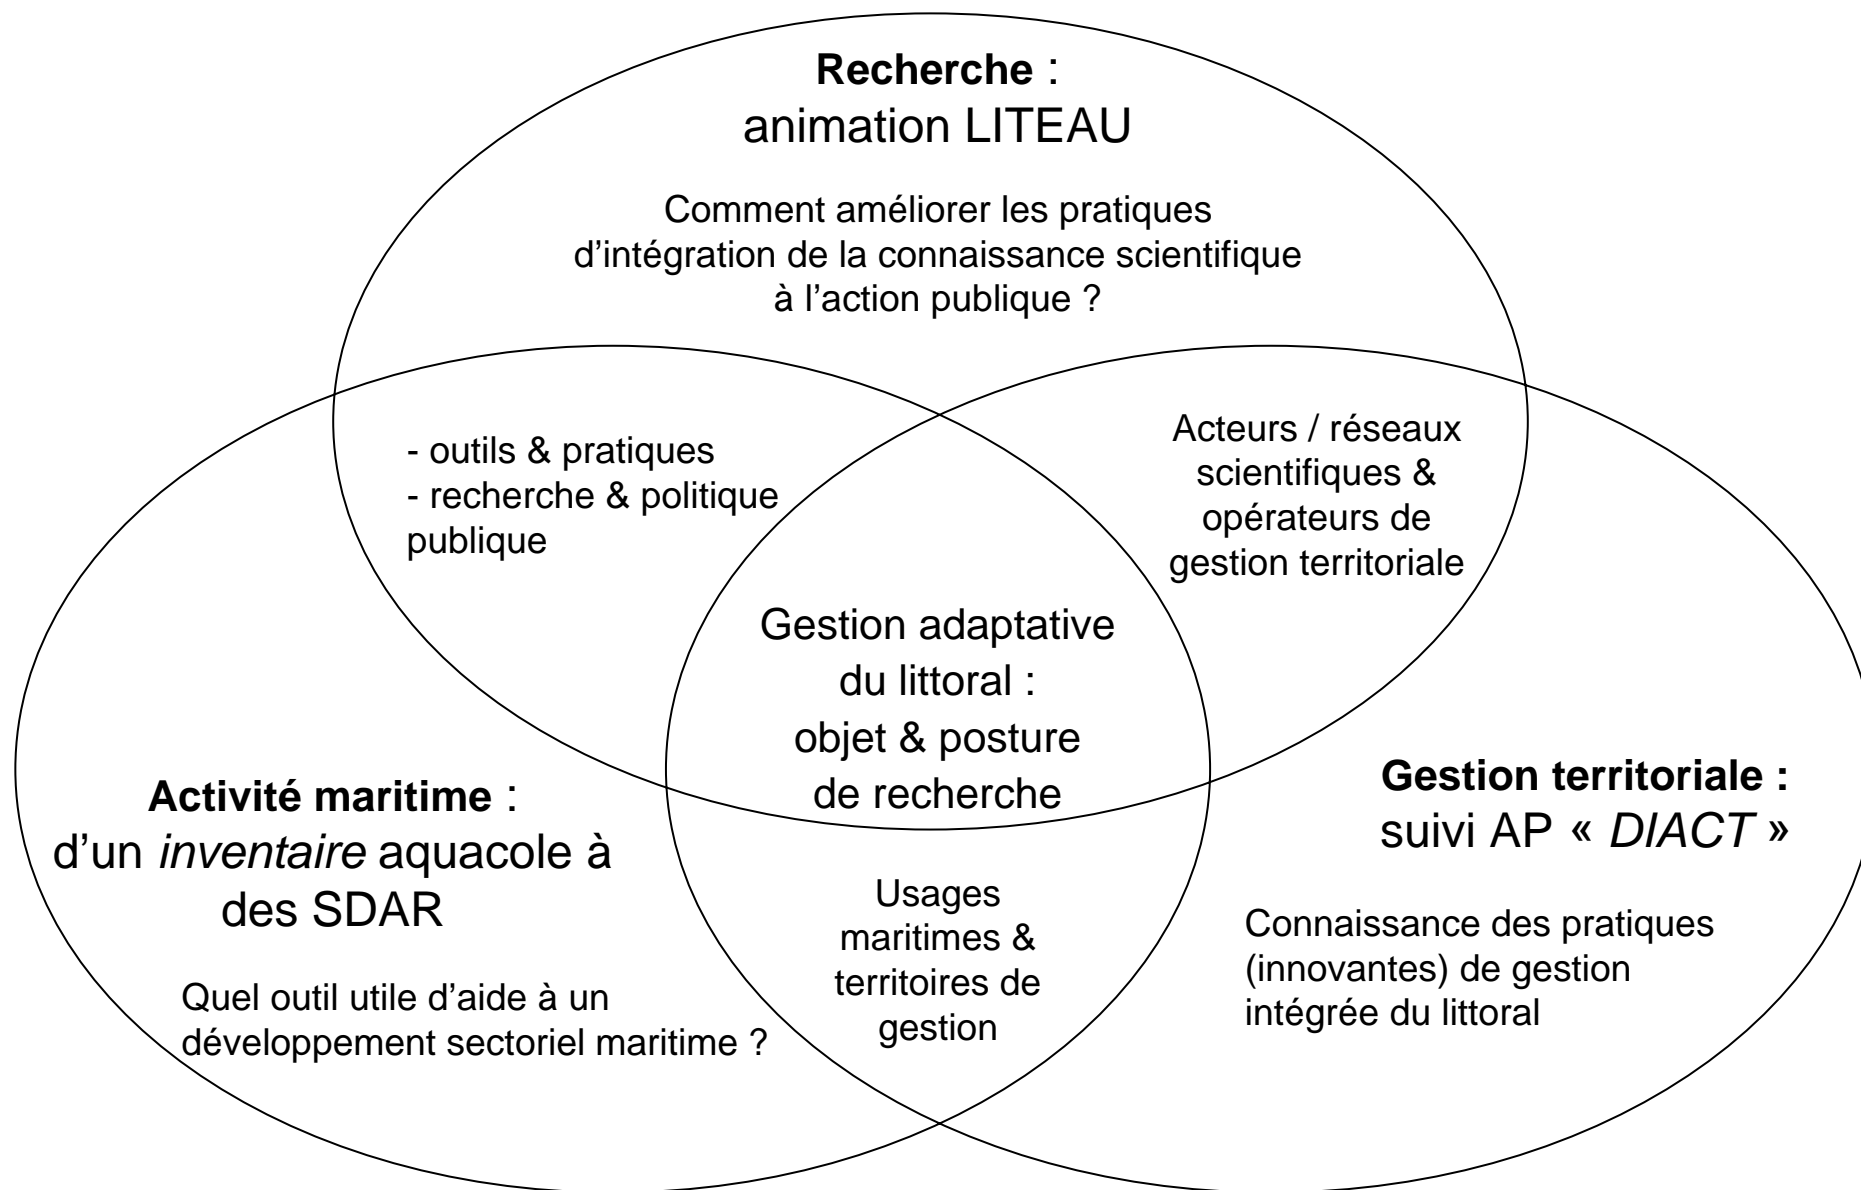 Recherche :
animation LITEAU
Comment améliorer les pratiques
d’intégration de la connaissance scientifique
à l’action publique ?
- outils & pratiques
- recherche & politique
publique
Acteurs / réseaux
scientifiques &
opérateurs de
gestion territoriale
Gestion adaptative
du littoral :
objet & posture
de recherche
Activité maritime :
d’un inventaire aquacole à
des SDAR
Quel outil utile d’aide à un
développement sectoriel maritime ?
Usages
maritimes &
territoires de
gestion
Gestion territoriale :
suivi AP « DIACT »
Connaissance des pratiques
(innovantes) de gestion
intégrée du littoral